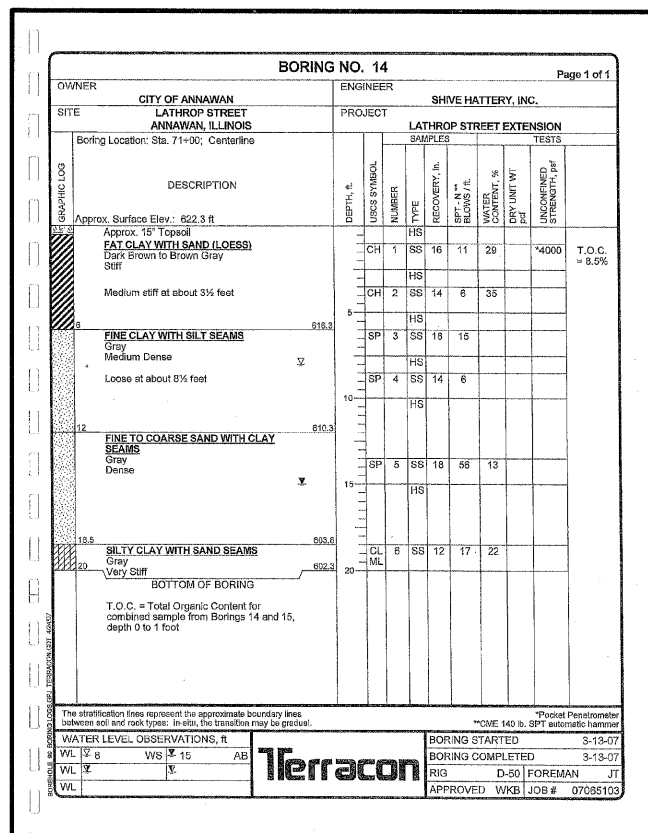 BORING NO. 14
Page 1 of 1
OWNER
CITY OF ANNAWAN
ENGINEER
SHIVE HATTERY, INC.
SITE
LATHROP STREET
ANNAWAN, ILLINOIS
PROJECT
LATHROP STREET EXTENSION
Boring Location: Sta. 71+00; Centerline
SAMPLES
TESTS
GRAPHIC LOG
DESCRIPTION
DEPTH, ft.
USCS SYMBOL
NUMBER
TYPE
RECOVERY, in.
SPT - N **
BLOWS / ft.
WATER
CONTENT, %
DRY UNIT WT
pcf
UNCONFINED
STRENGTH, psf
Approx. Surface Elev.: 622.3 ft
Approx. 15" Topsoil
HS
FAT CLAY WITH SAND (LOESS)
CH 1 SS 16 11 29 *4000 T.O.C.
Dark Brown to Brown Gray
= 8.5%
Stiff
HS
Medium stiff at about 3½ feet
CH 2 SS 14 6 35
5
HS
6 616.3
FINE CLAY WITH SILT SEAMS
SP 3 SS 18 15
Gray
Medium Dense
HS
Loose at about 8½ feet
SP 4 SS 14 6
10
HS
12 610.3
FINE TO COARSE SAND WITH CLAY
SEAMS
Gray
SP 5 SS 18 56 13
Dense
15
HS
18.5 603.8
SILTY CLAY WITH SAND SEAMS
CL 6 SS 12 17 22
Gray
ML
20 Very Stiff 602.3
20
BOTTOM OF BORING
T.O.C. = Total Organic Content for
combined sample from Borings 14 and 15,
depth 0 to 1 foot
The stratification lines represent the approximate boundary lines
between soil and rock types: in-situ, the transition may be gradual.
*Pocket Penetrometer
**CME 140 lb. SPT automatic hammer
WATER LEVEL OBSERVATIONS, ft
WL 8 WS 15 AB
WL
WL
Terracon
BORING STARTED 3-13-07
BORING COMPLETED 3-13-07
RIG D-50 FOREMAN JT
APPROVED WKB JOB # 07065103